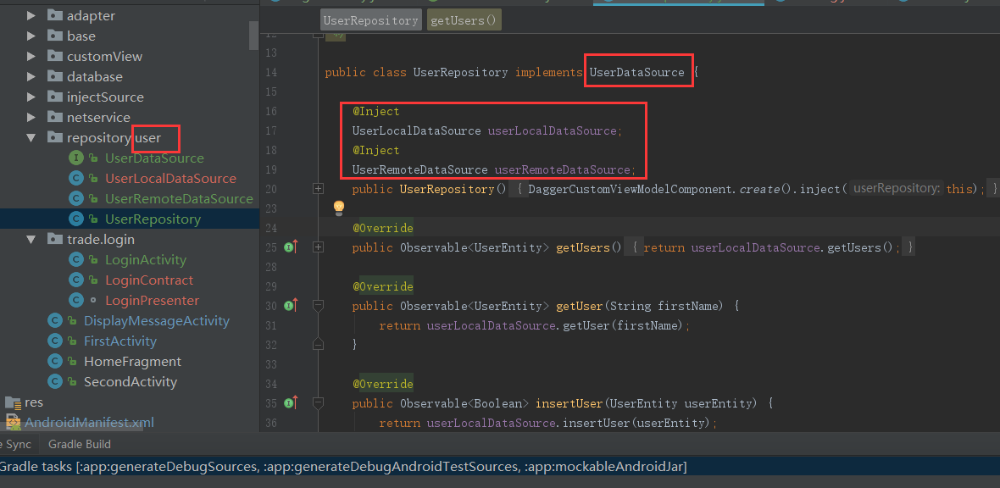 adapter
base
customView
database
injectSource
netservice
repository.user
UserDataSource
UserLocalDataSource
UserRemoteDataSource
UserRepository
trade.login
LoginActivity
LoginContract
LoginPresenter
DisplayMessageActivity
FirstActivity
HomeFragment
SecondActivity
res
AndroidManifest.xml
UserRepository getUsers()
13
14 public class UserRepository implements UserDataSource {
15
16 @Inject
17 UserLocalDataSource userLocalDataSource;
18 @Inject
19 UserRemoteDataSource userRemoteDataSource;
20 public UserRepository() { DaggerCustomViewModelComponent.create().inject( userRepository: this); }
23
24 @Override
25 public Observable<UserEntity> getUsers() { return userLocalDataSource.getUsers(); }
28
29 @Override
30 public Observable<UserEntity> getUser(String firstName) {
31 return userLocalDataSource.getUser(firstName);
32 }
33
34 @Override
35 public Observable<Boolean> insertUser(UserEntity userEntity) {
36 return userLocalDataSource.insertUser(userEntity);
e Sync Gradle Build
Gradle tasks [:app:generateDebugSources, :app:generateDebugAndroidTestSources, :app:mockableAndroidJar]